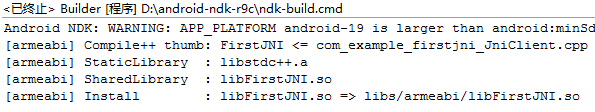 <已终止> Builder [程序] D:\android-ndk-r9c\ndk-build.cmd
Android NDK: WARNING: APP_PLATFORM android-19 is larger than android:minSd
[armeabi] Compile++ thumb: FirstJNI <= com_example_firstjni_JniClient.cpp
[armeabi] StaticLibrary  : libstdc++.a
[armeabi] SharedLibrary  : libFirstJNI.so
[armeabi] Install        : libFirstJNI.so => libs/armeabi/libFirstJNI.so